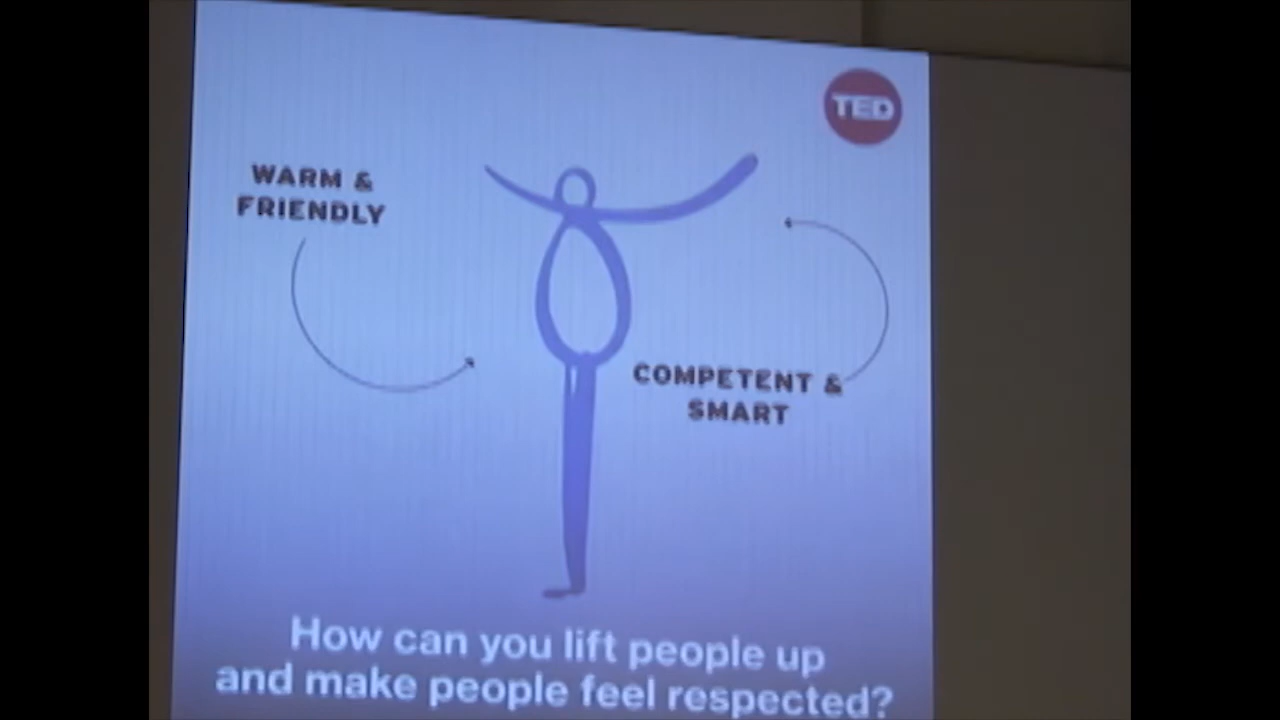 TED
WARM &
FRIENDLY
COMPETENT &
SMART
How can you lift people up
and make people feel respected?